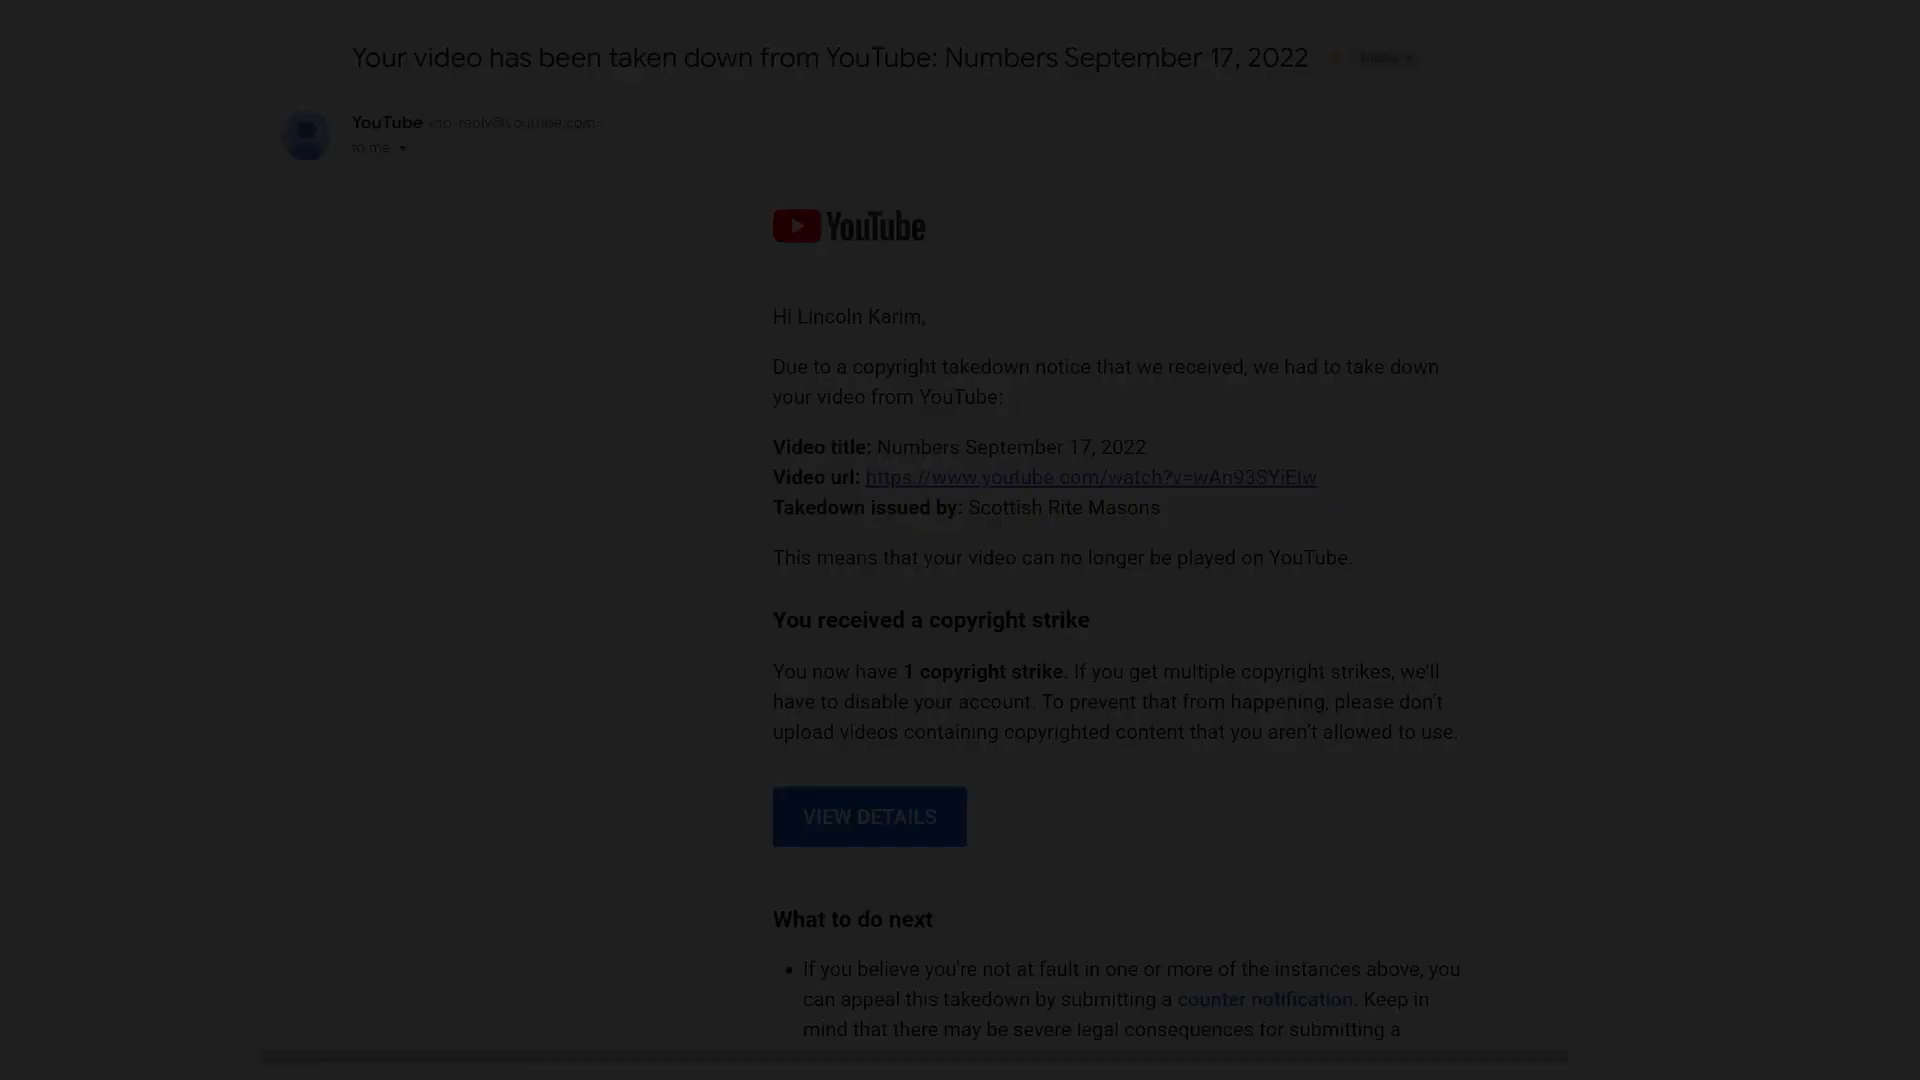 Your video has been taken down from YouTube: Numbers September 17, 2022
YouTube <no-reply@youtube.com>
to me
YouTube
Hi Lincoln Karim,
Due to a copyright takedown notice that we received, we had to take down
your video from YouTube:
Video title: Numbers September 17, 2022
Video url: https://www.youtube.com/watch?v=wAn93SYiEIw
Takedown issued by: Scottish Rite Masons
This means that your video can no longer be played on YouTube.
You received a copyright strike
You now have 1 copyright strike. If you get multiple copyright strikes, we'll
have to disable your account. To prevent that from happening, please don't
upload videos containing copyrighted content that you aren't allowed to use.
VIEW DETAILS
What to do next
• If you believe you're not at fault in one or more of the instances above, you
can appeal this takedown by submitting a counter notification. Keep in
mind that there may be severe legal consequences for submitting a